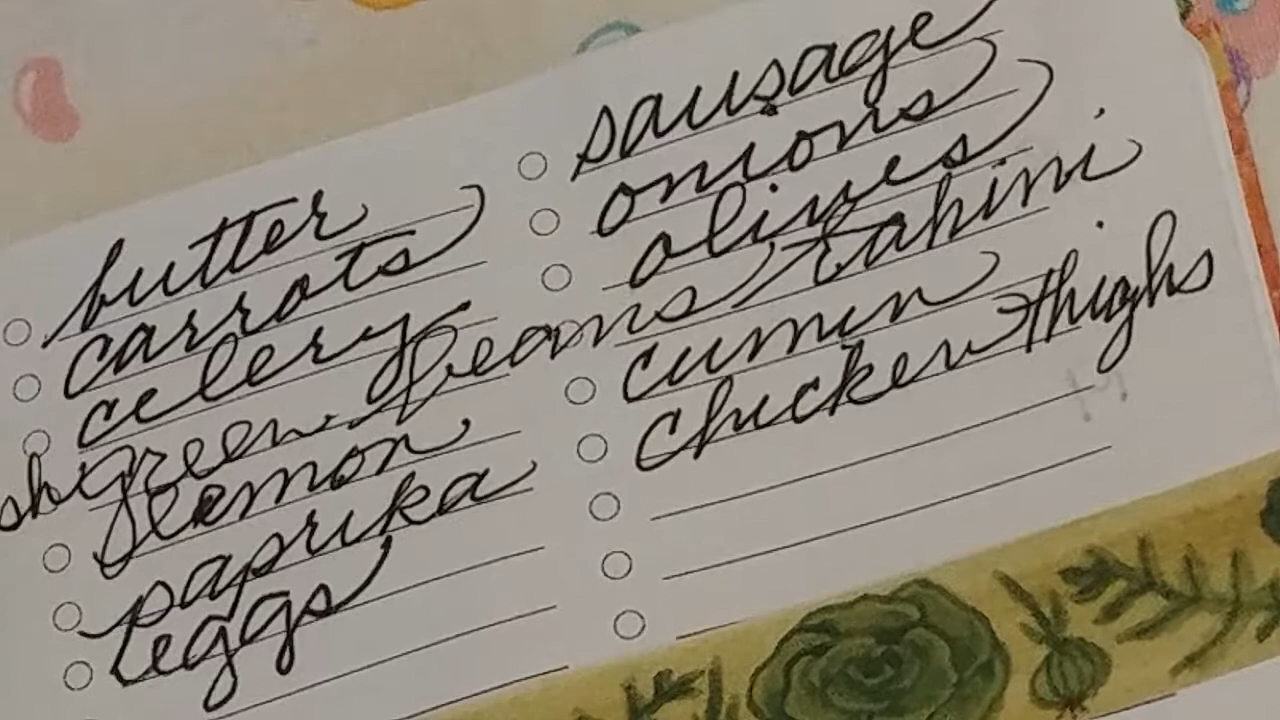 butter
carrots
celery
green beans
lemon
paprika
eggs
sausage
onions
olives
tahini
cumin
chicken thighs